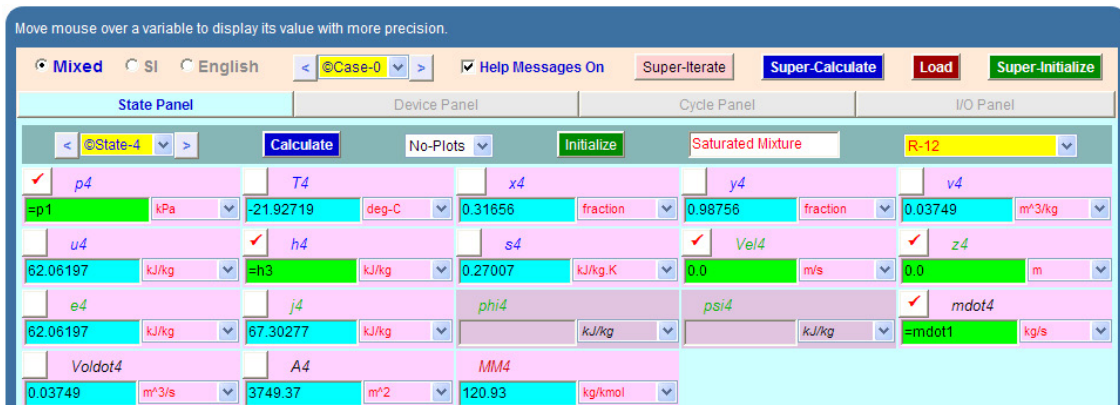 Move mouse over a variable to display its value with more precision.
Mixed SI English < ©Case-0 > Help Messages On Super-Iterate Super-Calculate Load Super-Initialize
State Panel Device Panel Cycle Panel I/O Panel
< ©State-4 > Calculate No-Plots Initialize Saturated Mixture R-12
p4 T4 x4 y4 v4
=p1 kPa -21.92719 deg-C 0.31656 fraction 0.98756 fraction 0.03749 m^3/kg
u4 h4 s4 Vel4 z4
62.06197 kJ/kg =h3 kJ/kg 0.27007 kJ/kg.K 0.0 m/s 0.0 m
e4 j4 phi4 psi4 mdot4
62.06197 kJ/kg 67.30277 kJ/kg kJ/kg kJ/kg =mdot1 kg/s
Voldot4 A4 MM4
0.03749 m^3/s 3749.37 m^2 120.93 kg/kmol